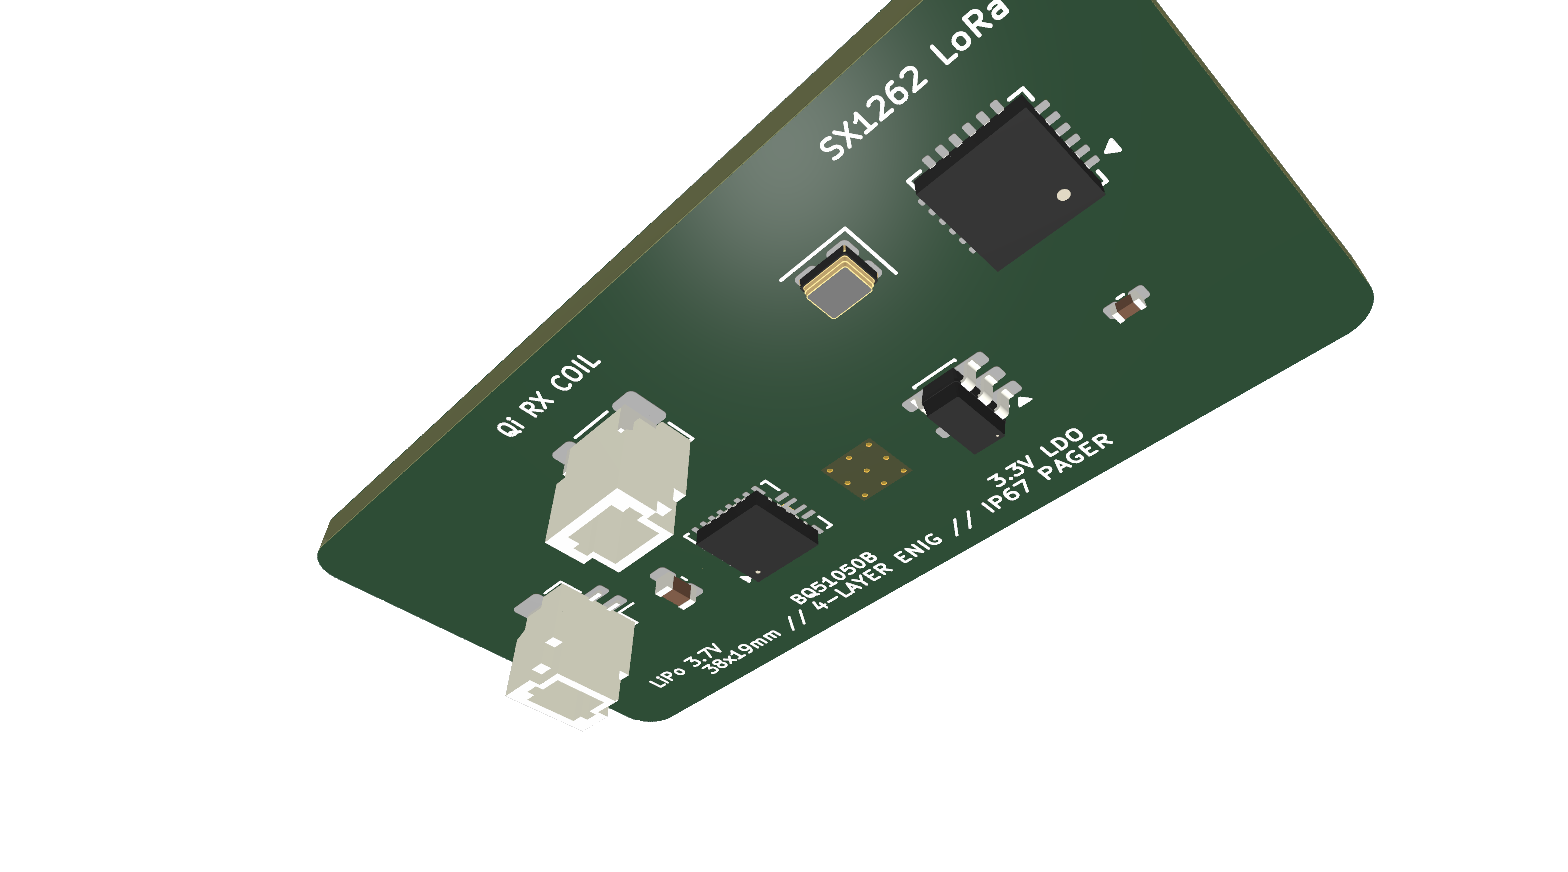 SX1262 LoRa
Qi RX COIL
3.3V LDO
BQ51050B
LiPo 3.7V
38x19mm // 4-LAYER ENIG // IP67 PAGER